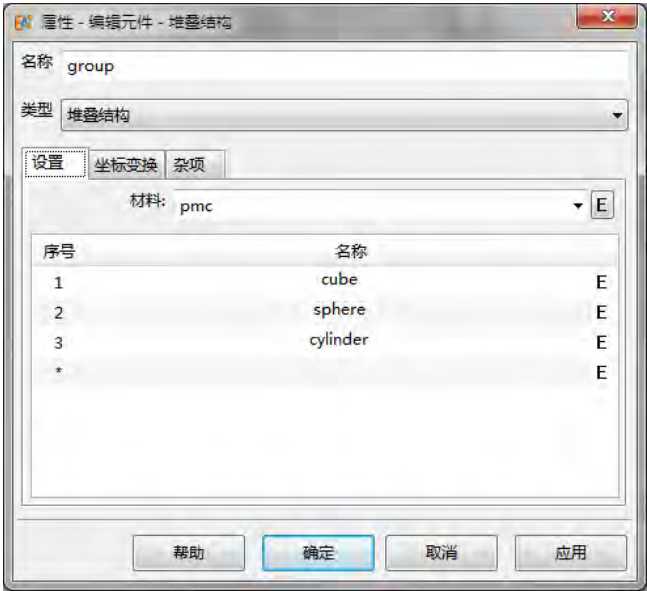 属性 - 编辑元件 - 堆叠结构
名称 group
类型 堆叠结构
设置 坐标变换 杂项
材料: pmc E
序号 名称
1 cube E
2 sphere E
3 cylinder E
* E
帮助 确定 取消 应用